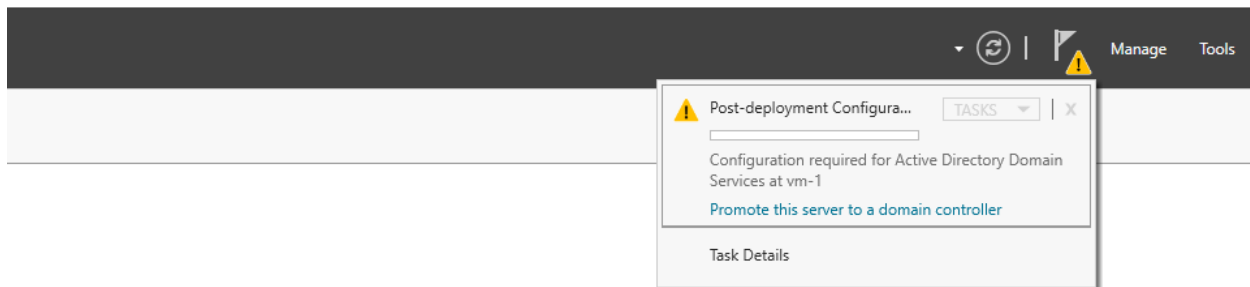 Manage Tools
Post-deployment Configura... TASKS X
Configuration required for Active Directory Domain
Services at vm-1
Promote this server to a domain controller
Task Details